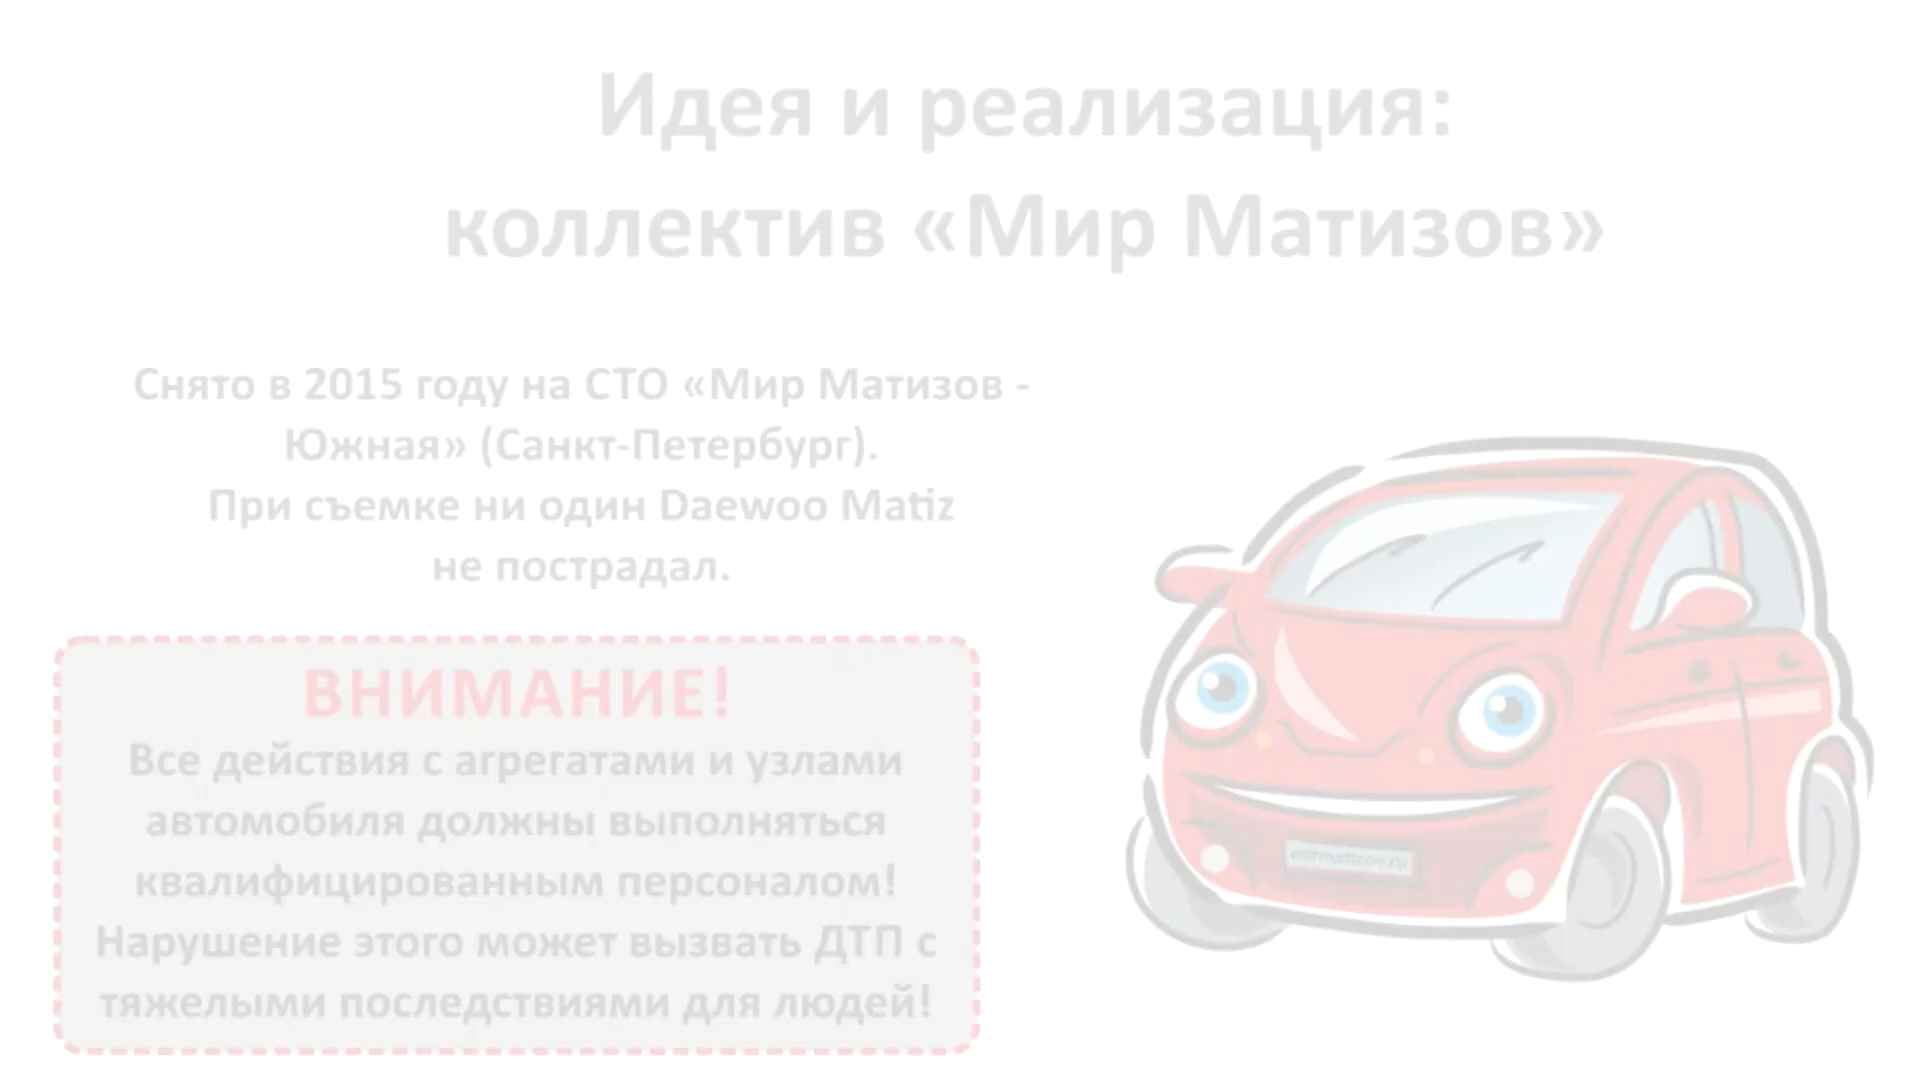 Идея и реализация:
коллектив «Мир Матизов»
Снято в 2015 году на СТО «Мир Матизов -
Южная» (Санкт-Петербург).
При съемке ни один Daewoo Matiz
не пострадал.
ВНИМАНИЕ!
Все действия с агрегатами и узлами
автомобиля должны выполняться
квалифицированным персоналом!
Нарушение этого может вызвать ДТП с
тяжелыми последствиями для людей!
mirmatizov.ru